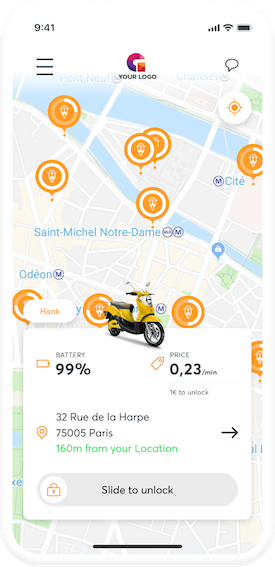 9:41
Pont Neuf M
Châtelet M
YOUR LOGO
M Cité
Saint-Michel Notre-Dame RER M
Odéon M
Honk
BATTERY
99%
PRICE
0,23/min
1€ to unlock
32 Rue de la Harpe
75005 Paris
160m from your Location
Slide to unlock